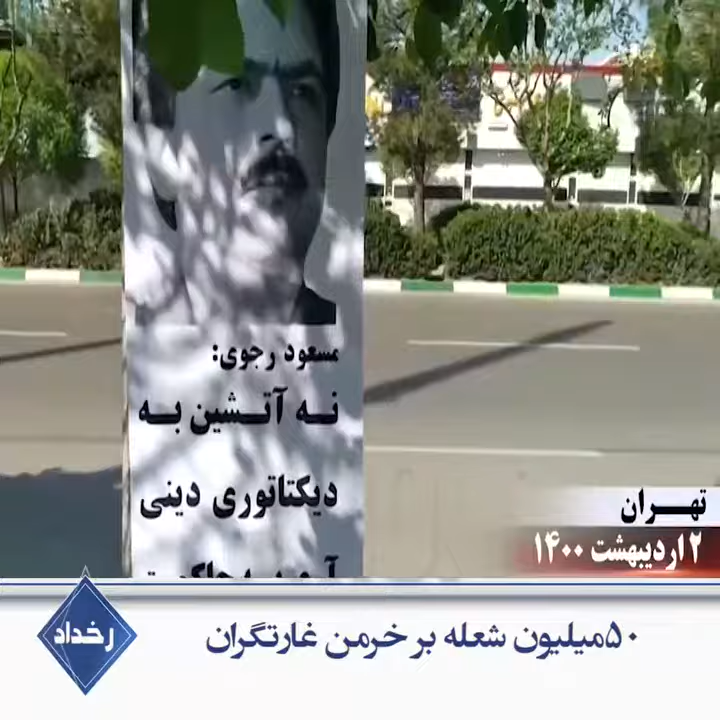 مسعود رجوی:
نه آتشین به
دیکتاتوری دینی
تهران
۲ اردیبهشت ۱۴۰۰
رخداد
۵۰میلیون شعله بر خرمن غارتگران